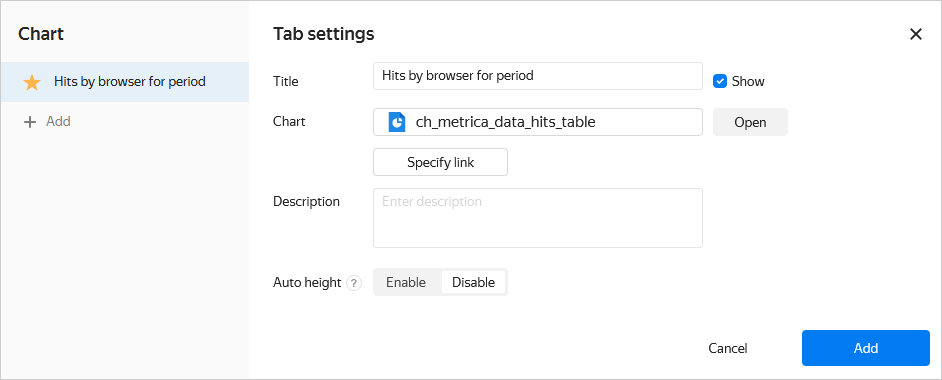 Chart
Hits by browser for period
Add
Tab settings
Title
Hits by browser for period
Show
Chart
ch_metrica_data_hits_table
Open
Specify link
Description
Enter description
Auto height ?
Enable
Disable
Cancel
Add